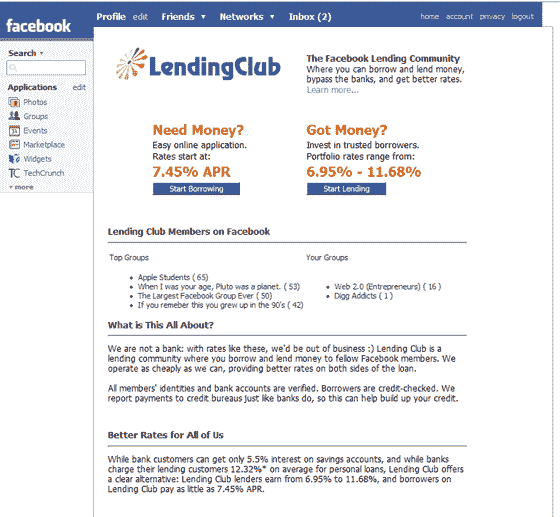 facebook
Profile edit Friends ▼ Networks ▼ Inbox (2) home account privacy logout
Search ▾
Applications edit
Photos
Groups
Events
Marketplace
Widgets
TechCrunch
▾ more
LendingClub
The Facebook Lending Community
Where you can borrow and lend money,
bypass the banks, and get better rates.
Learn more...
Need Money?
Easy online application.
Rates start at:
7.45% APR
Start Borrowing
Got Money?
Invest in trusted borrowers.
Portfolio rates range from:
6.95% - 11.68%
Start Lending
Lending Club Members on Facebook
Top Groups
• Apple Students ( 65)
• When I was your age, Pluto was a planet. ( 53)
• The Largest Facebook Group Ever ( 50)
• If you remeber this you grew up in the 90's ( 42)
Your Groups
• Web 2.0 (Entrepreneurs) ( 16 )
• Digg Addicts ( 1 )
What is This All About?
We are not a bank: with rates like these, we'd be out of business :) Lending Club is a
lending community where you borrow and lend money to fellow Facebook members. We
operate as cheaply as we can, providing better rates on both sides of the loan.
All members' identities and bank accounts are verified. Borrowers are credit-checked. We
report payments to credit bureaus just like banks do, so this can help build up your credit.
Better Rates for All of Us
While bank customers can get only 5.5% interest on savings accounts, and while banks
charge their lending customers 12.32%* on average for personal loans, Lending Club offers
a clear alternative: Lending Club lenders earn from 6.95% to 11.68%, and borrowers on
Lending Club pay as little as 7.45% APR.